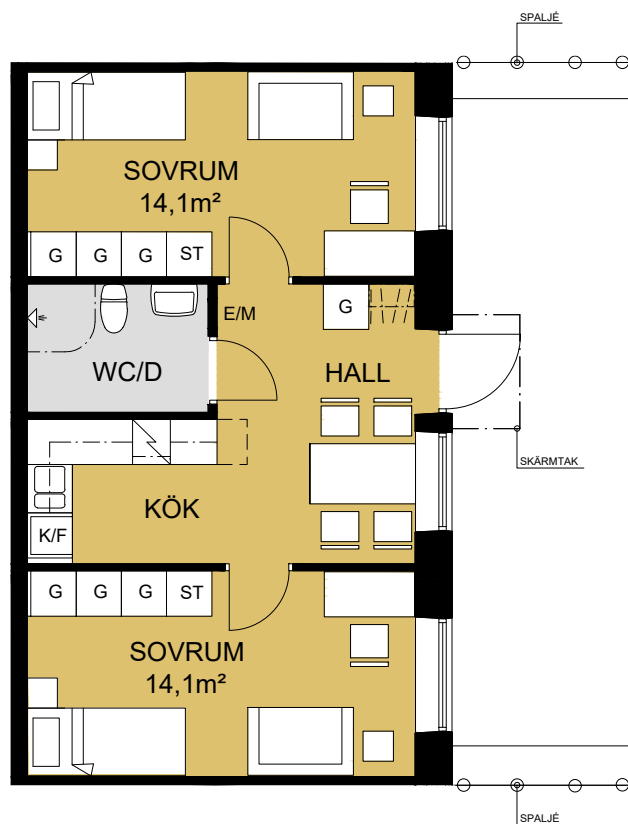 SPALJÉ
SOVRUM
14,1m²
G G G ST
E/M
G
WC/D
HALL
SKÄRMTAK
KÖK
K/F
G G G ST
SOVRUM
14,1m²
SPALJÉ